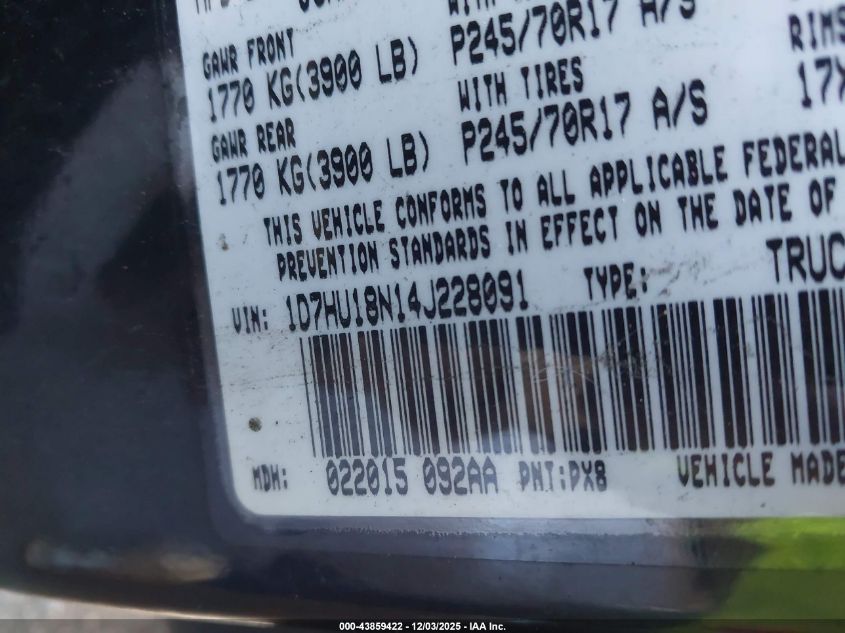 GAWR FRONT
1770 KG(3900 LB)
P245/70R17 A/S
RIMS
WITH TIRES
17X
GAWR REAR
1770 KG(3900 LB)
P245/70R17 A/S
THIS VEHICLE CONFORMS TO ALL APPLICABLE FEDERAL
PREVENTION STANDARDS IN EFFECT ON THE DATE OF
VIN: 1D7HU18N14J228091 TYPE: TRUC
MDH: 022015 092AA PNT:PX8 VEHICLE MADE
000-43859422 - 12/03/2025 - IAA Inc.